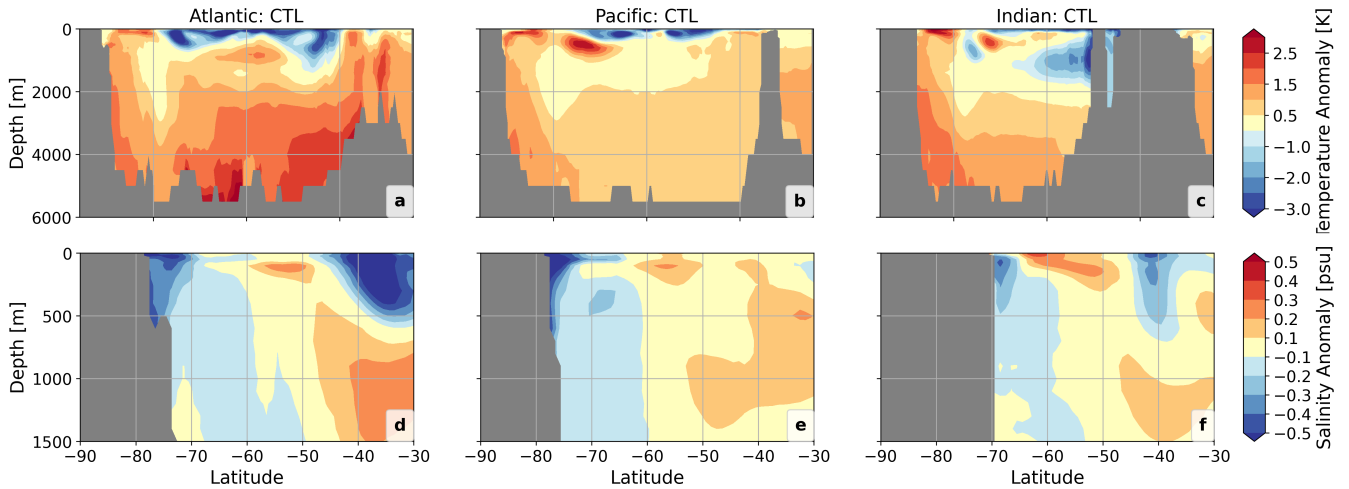 Atlantic: CTL
Pacific: CTL
Indian: CTL
Depth [m]
0
2000
4000
6000
a
b
c
2.5
1.5
0.5
−1.0
−2.0
−3.0
Temperature Anomaly [K]
Depth [m]
0
500
1000
1500
d
e
f
0.5
0.4
0.3
0.2
0.1
−0.1
−0.2
−0.3
−0.4
−0.5
Salinity Anomaly [psu]
−90 −80 −70 −60 −50 −40 −30
−90 −80 −70 −60 −50 −40 −30
−90 −80 −70 −60 −50 −40 −30
Latitude
Latitude
Latitude